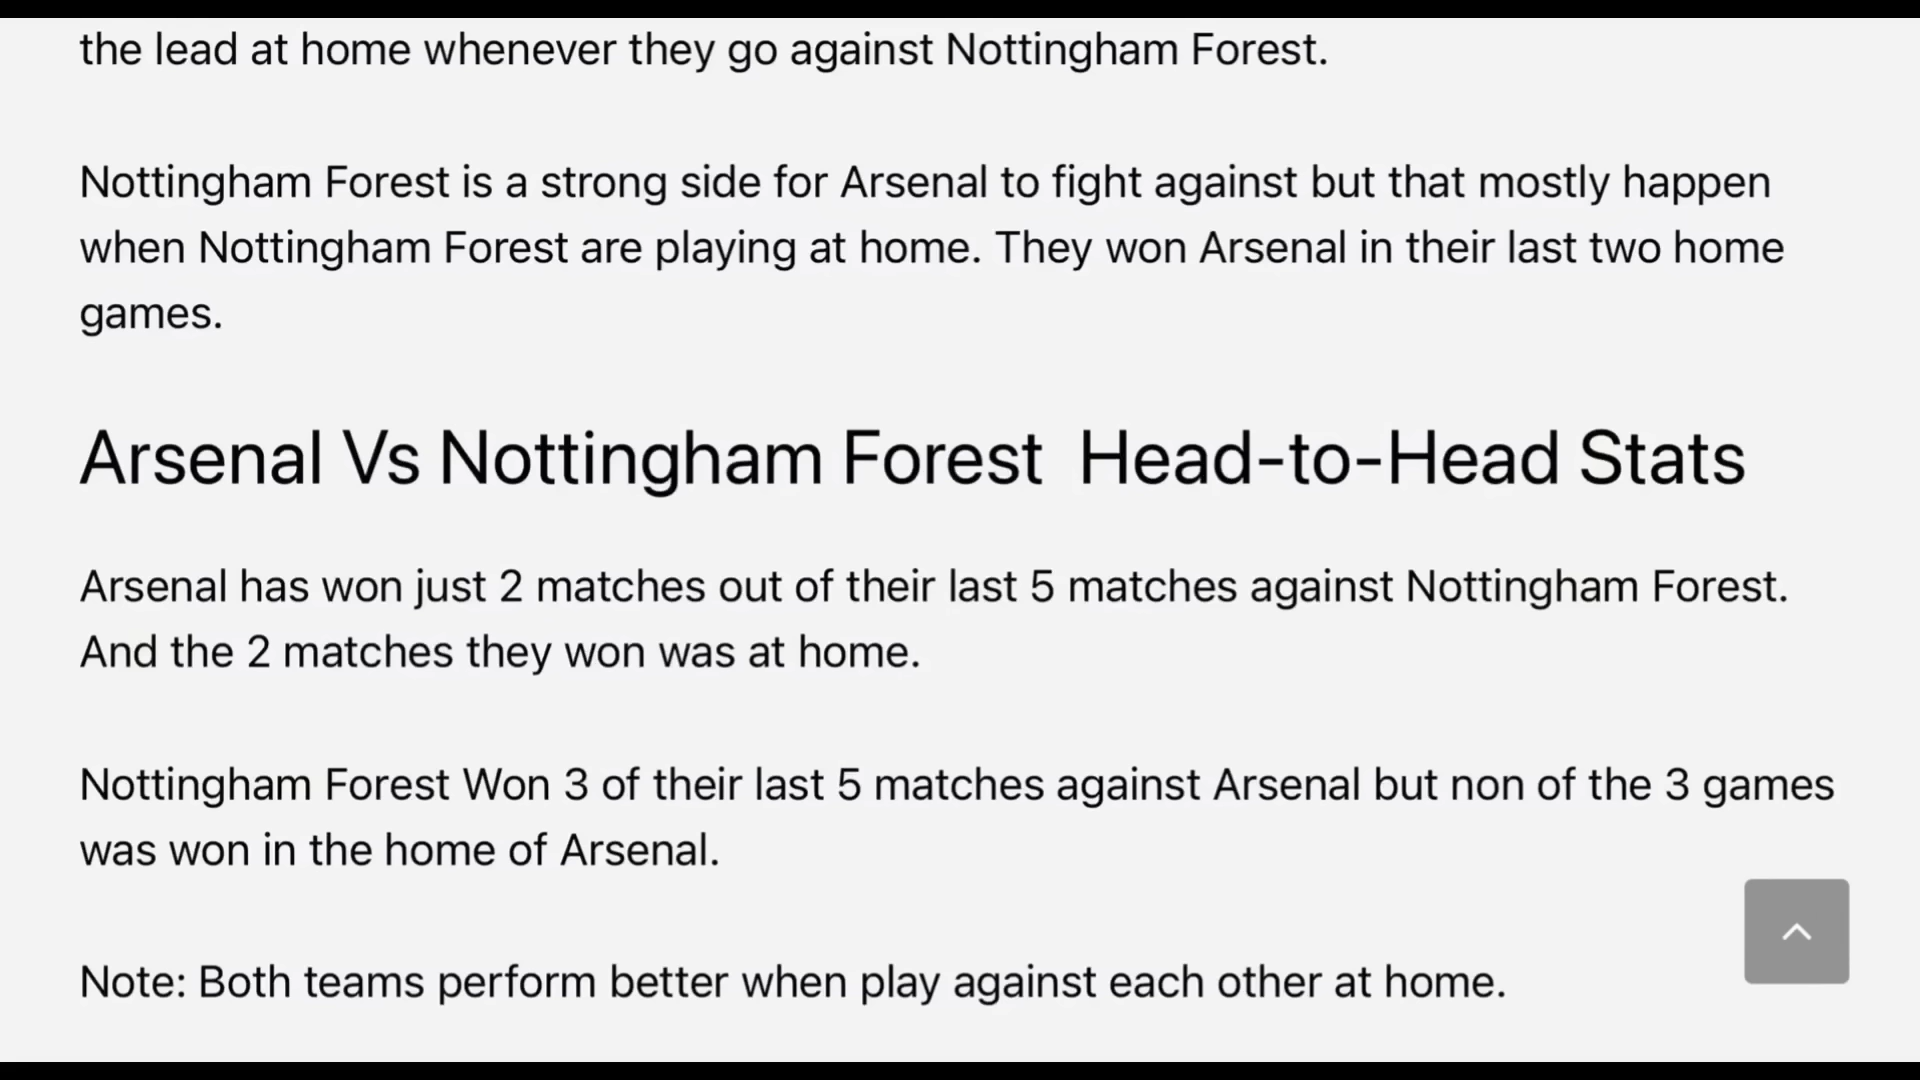 the lead at home whenever they go against Nottingham Forest.
Nottingham Forest is a strong side for Arsenal to fight against but that mostly happen
when Nottingham Forest are playing at home. They won Arsenal in their last two home
games.
Arsenal Vs Nottingham Forest  Head-to-Head Stats
Arsenal has won just 2 matches out of their last 5 matches against Nottingham Forest.
And the 2 matches they won was at home.
Nottingham Forest Won 3 of their last 5 matches against Arsenal but non of the 3 games
was won in the home of Arsenal.
Note: Both teams perform better when play against each other at home.